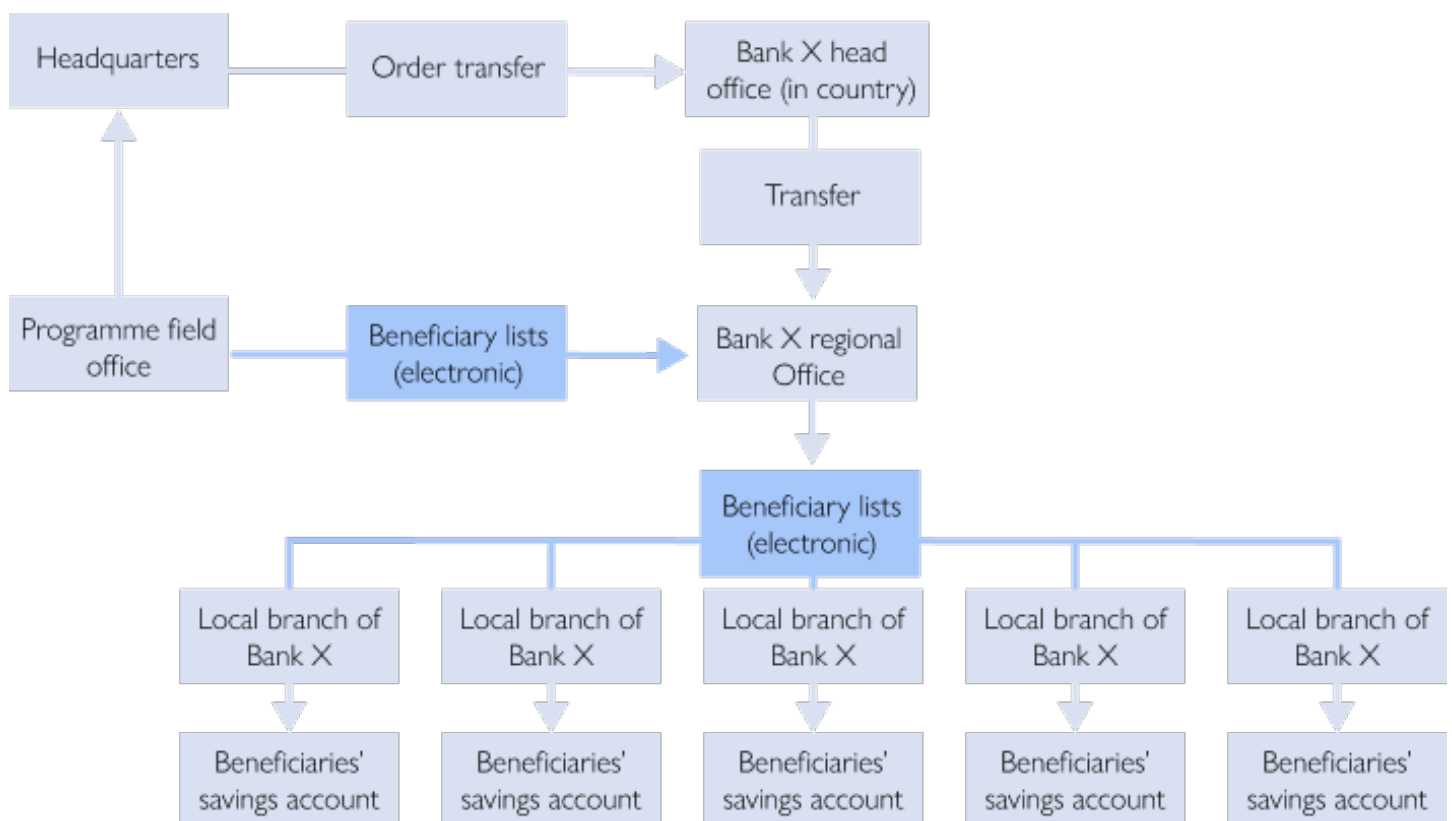 Headquarters
Order transfer
Bank X head
office (in country)
Transfer
Programme field
office
Beneficiary lists
(electronic)
Bank X regional
Office
Beneficiary lists
(electronic)
Local branch of
Bank X
Local branch of
Bank X
Local branch of
Bank X
Local branch of
Bank X
Local branch of
Bank X
Beneficiaries'
savings account
Beneficiaries'
savings account
Beneficiaries'
savings account
Beneficiaries'
savings account
Beneficiaries'
savings account